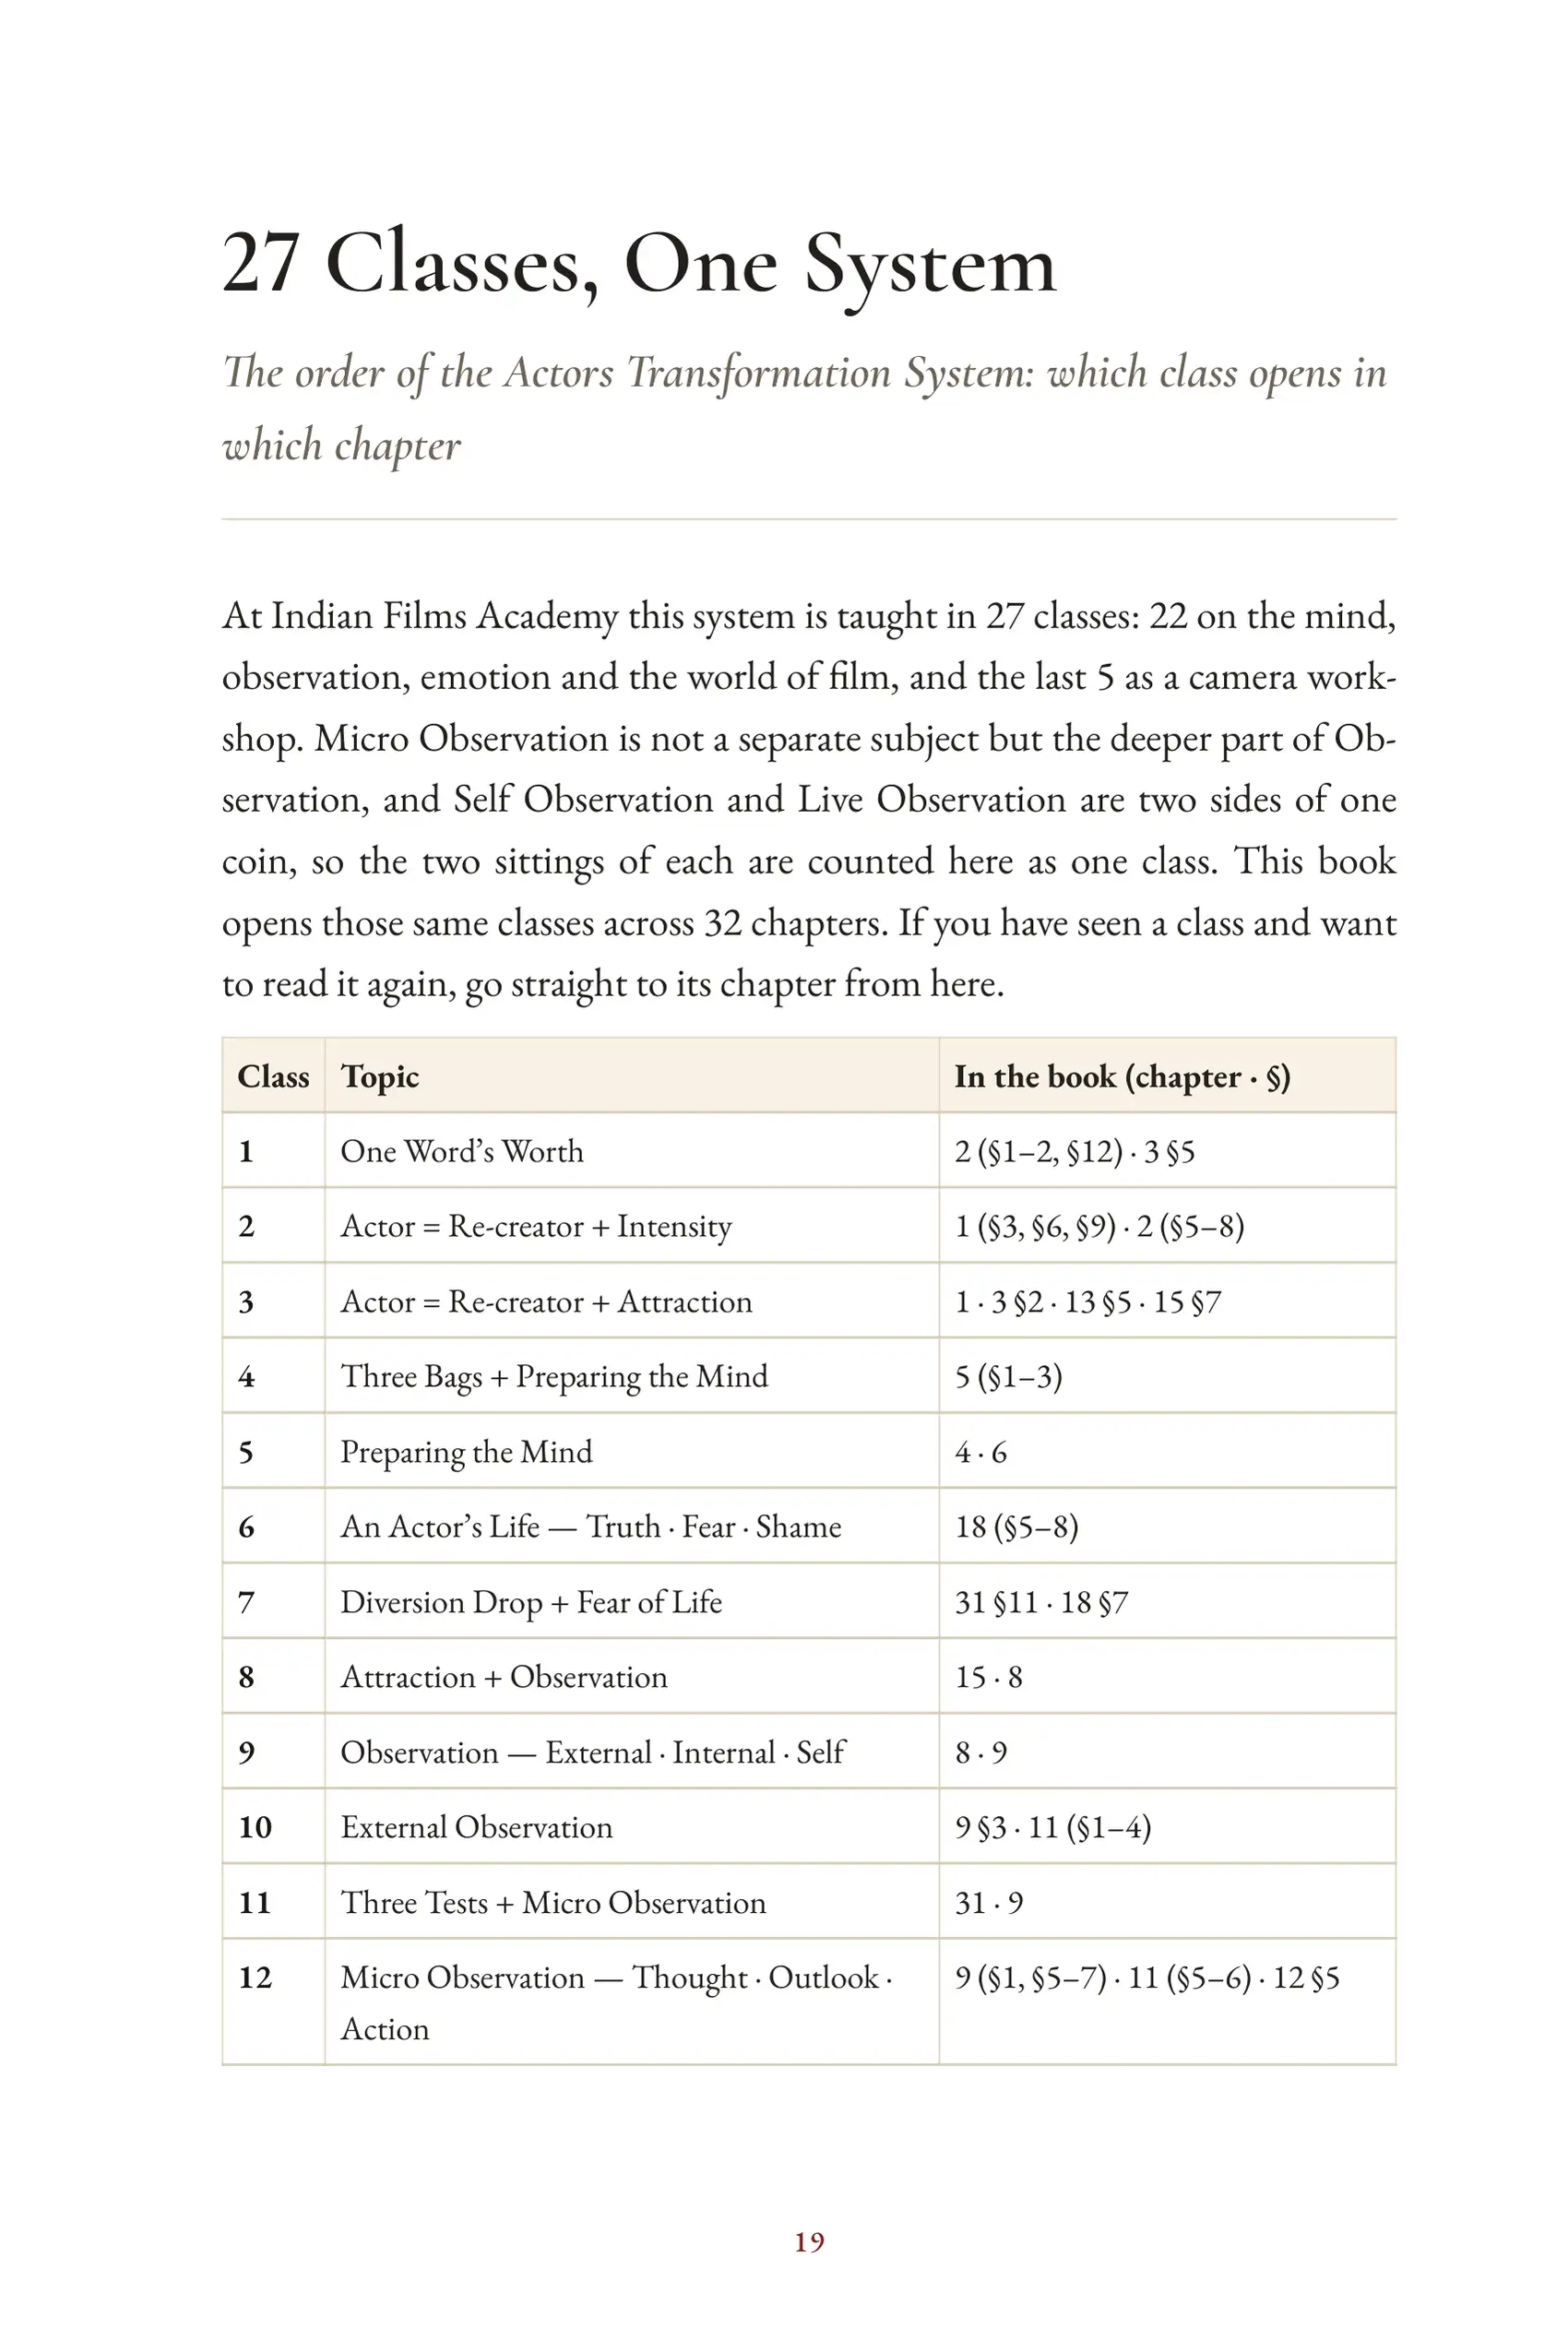 27 Classes, One System
The order of the Actors Transformation System: which class opens in
which chapter
At Indian Films Academy this system is taught in 27 classes: 22 on the mind,
observation, emotion and the world of film, and the last 5 as a camera work-
shop. Micro Observation is not a separate subject but the deeper part of Ob-
servation, and Self Observation and Live Observation are two sides of one
coin, so the two sittings of each are counted here as one class. This book
opens those same classes across 32 chapters. If you have seen a class and want
to read it again, go straight to its chapter from here.
Class Topic In the book (chapter · §)
1 One Word’s Worth 2 (§1–2, §12) · 3 §5
2 Actor = Re-creator + Intensity 1 (§3, §6, §9) · 2 (§5–8)
3 Actor = Re-creator + Attraction 1 · 3 §2 · 13 §5 · 15 §7
4 Three Bags + Preparing the Mind 5 (§1–3)
5 Preparing the Mind 4 · 6
6 An Actor’s Life — Truth · Fear · Shame 18 (§5–8)
7 Diversion Drop + Fear of Life 31 §11 · 18 §7
8 Attraction + Observation 15 · 8
9 Observation — External · Internal · Self 8 · 9
10 External Observation 9 §3 · 11 (§1–4)
11 Three Tests + Micro Observation 31 · 9
12 Micro Observation — Thought · Outlook · 9 (§1, §5–7) · 11 (§5–6) · 12 §5
Action
19